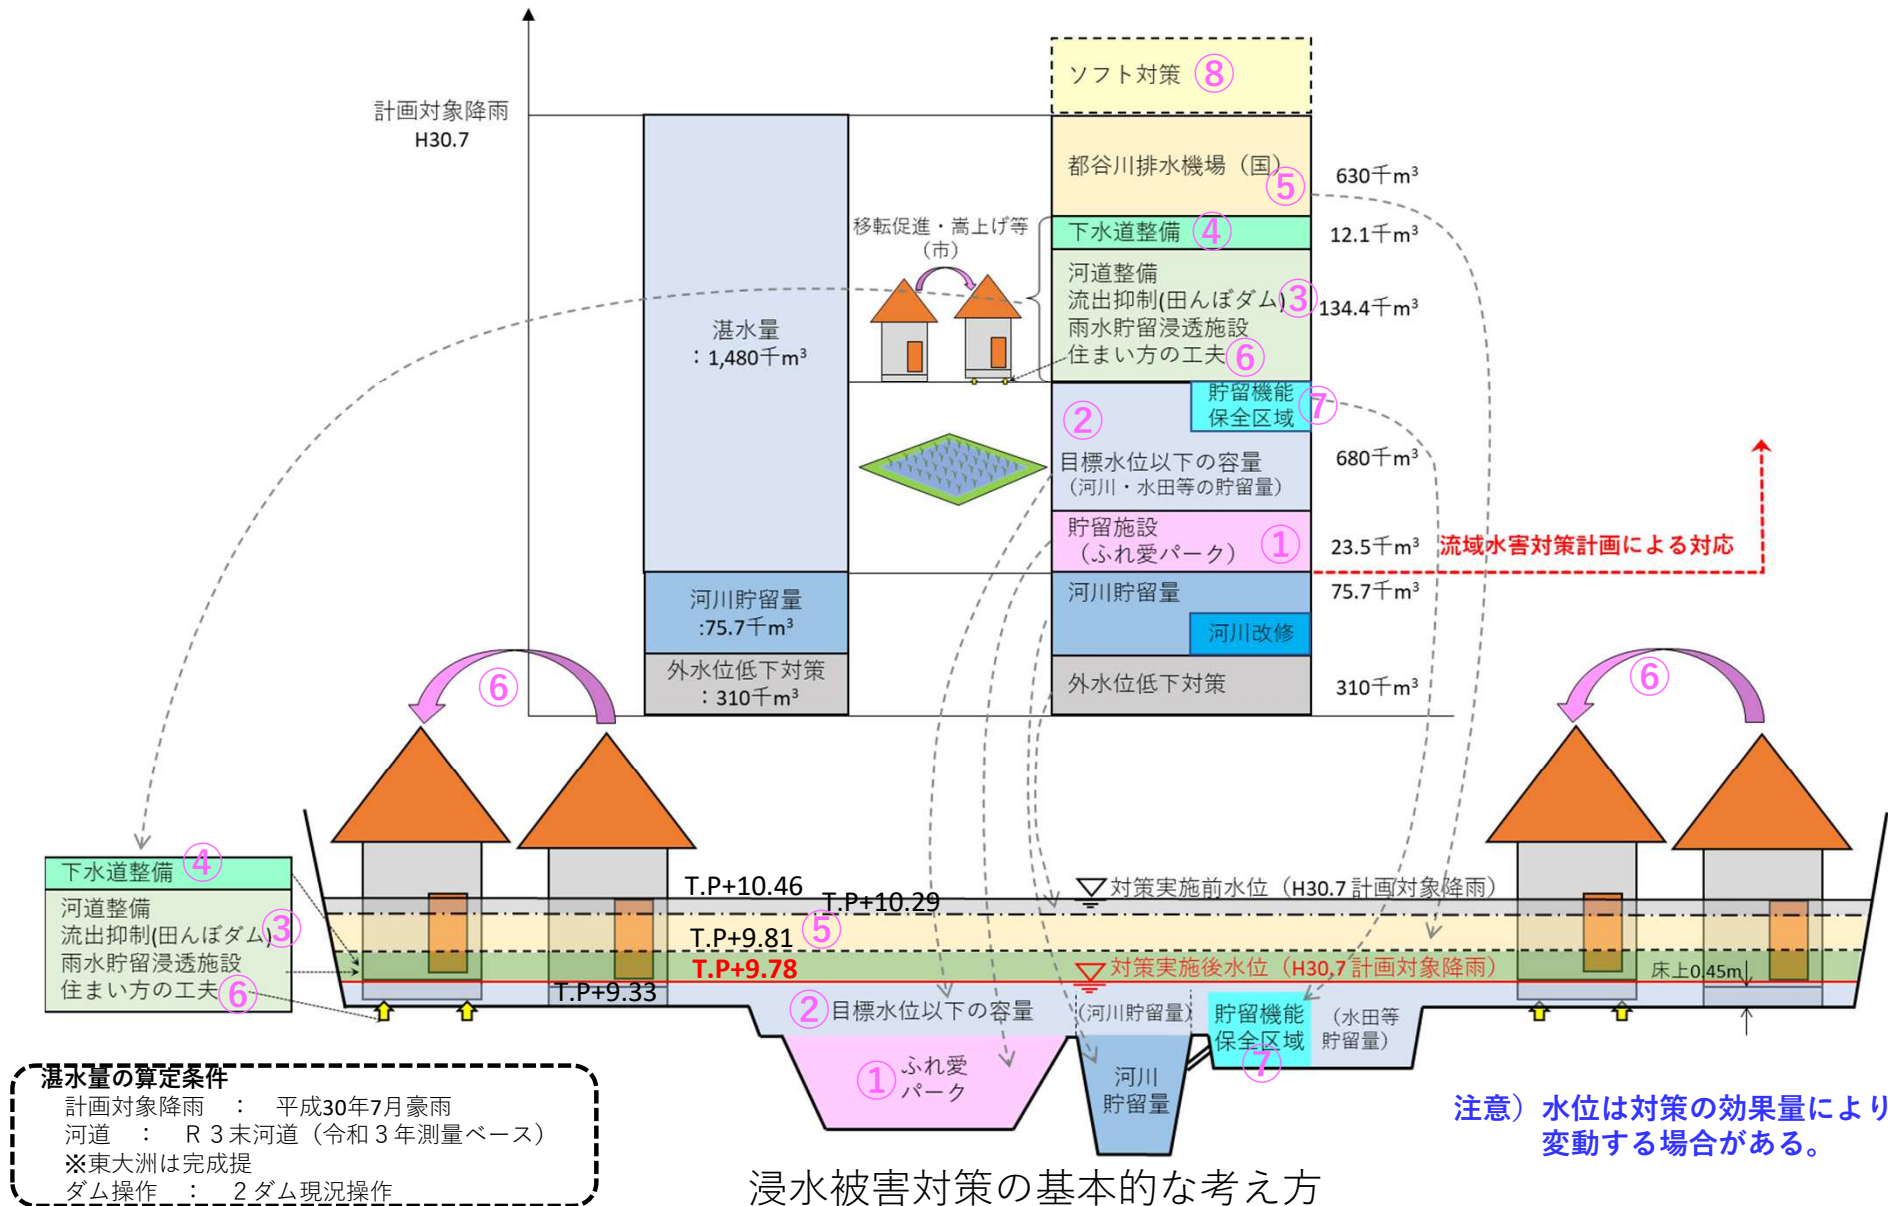 ソフト対策 ⑧
計画対象降雨
H30.7
都谷川排水機場（国）
⑤
630千m³
移転促進・嵩上げ等
（市）
下水道整備 ④
12.1千m³
河道整備
流出抑制(田んぼダム)③
雨水貯留浸透施設
住まい方の工夫⑥
134.4千m³
湛水量
：1,480千m³
貯留機能
保全区域
⑦
②
目標水位以下の容量
（河川・水田等の貯留量）
680千m³
貯留施設
（ふれ愛パーク）
①
23.5千m³
流域水害対策計画による対応
河川貯留量
:75.7千m³
河川貯留量
75.7千m³
河川改修
外水位低下対策
：310千m³
外水位低下対策
310千m³
⑥
⑥
下水道整備 ④
河道整備
流出抑制(田んぼダム)
③
雨水貯留浸透施設
住まい方の工夫⑥
T.P+10.46
対策実施前水位（H30.7 計画対象降雨）
T.P+10.29
T.P+9.81
⑤
T.P+9.78
対策実施後水位（H30.7 計画対象降雨）
床上0.45m
T.P+9.33
②目標水位以下の容量
(河川貯留量)
貯留機能
保全区域
⑦
（水田等
貯留量）
①
ふれ愛
パーク
河川
貯留量
湛水量の算定条件
計画対象降雨　：　平成30年7月豪雨
河道　：　Ｒ３末河道（令和３年測量ベース）
※東大洲は完成提
ダム操作　：　２ダム現況操作
注意）水位は対策の効果量により
変動する場合がある。
浸水被害対策の基本的な考え方